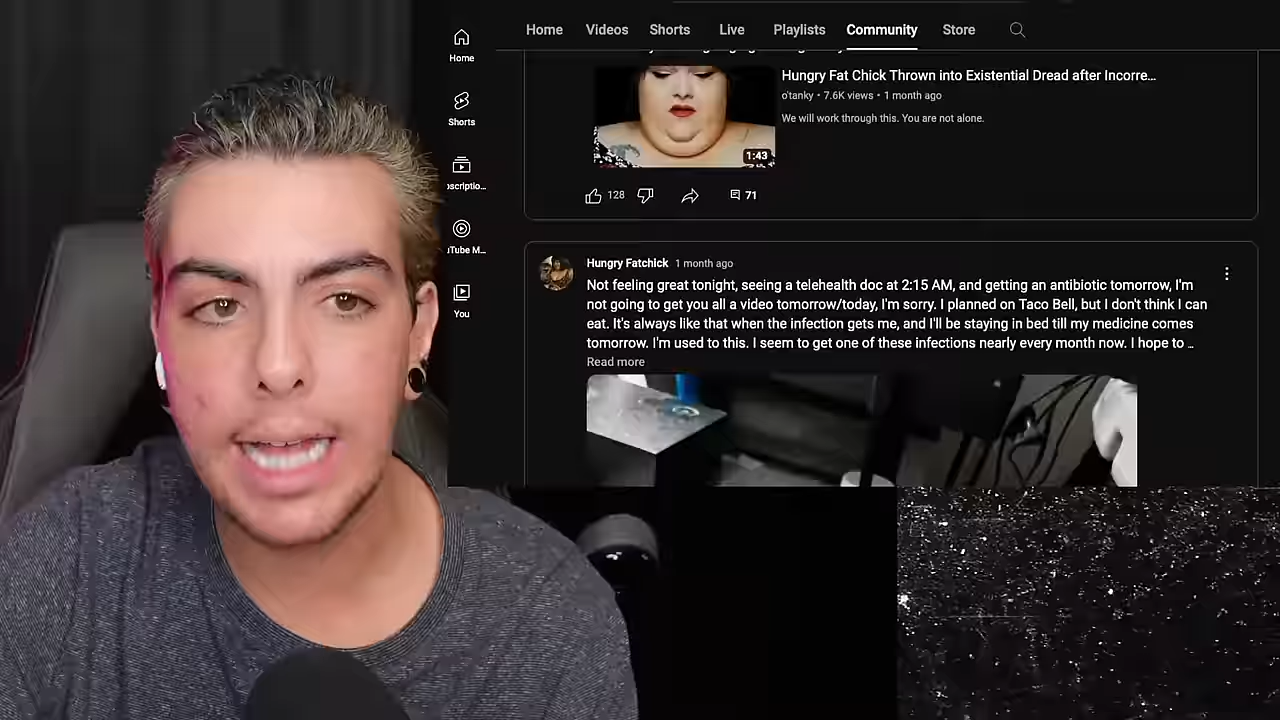 Home
Videos
Shorts
Live
Playlists
Community
Store
Home
Shorts
bscriptio...
uTube M...
You
Hungry Fat Chick Thrown into Existential Dread after Incorre...
o'tanky • 7.6K views • 1 month ago
We will work through this. You are not alone.
1:43
128
71
Hungry Fatchick 1 month ago
Not feeling great tonight, seeing a telehealth doc at 2:15 AM, and getting an antibiotic tomorrow, I'm
not going to get you all a video tomorrow/today, I'm sorry. I planned on Taco Bell, but I don't think I can
eat. It's always like that when the infection gets me, and I'll be staying in bed till my medicine comes
tomorrow. I'm used to this. I seem to get one of these infections nearly every month now. I hope to ..
Read more